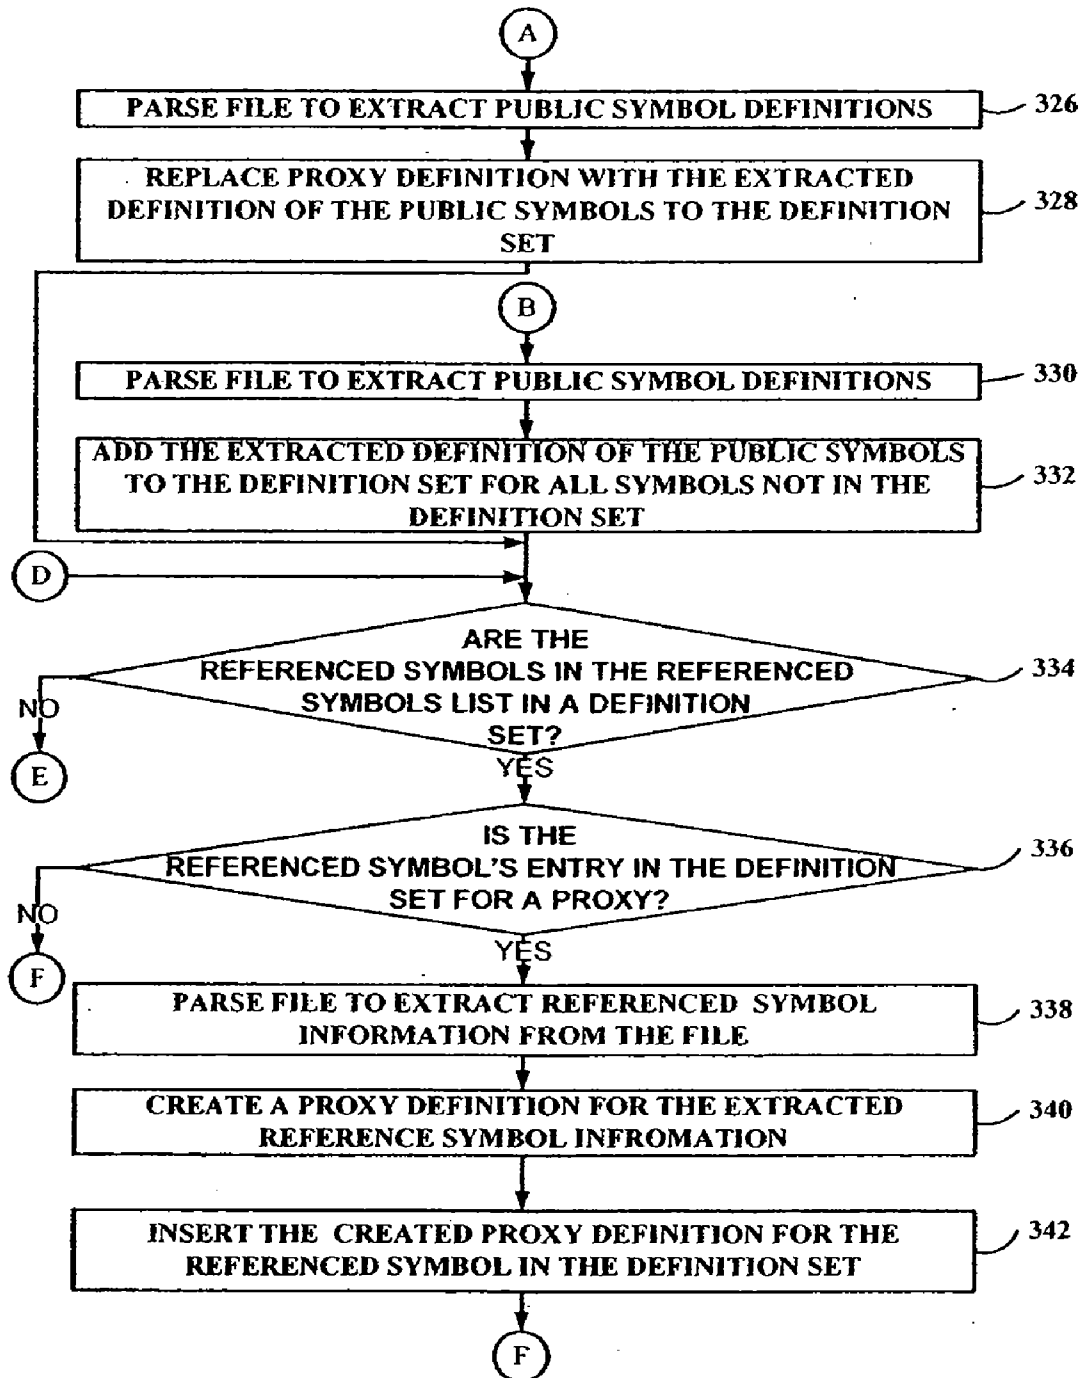 A
PARSE FILE TO EXTRACT PUBLIC SYMBOL DEFINITIONS
326
REPLACE PROXY DEFINITION WITH THE EXTRACTED
DEFINITION OF THE PUBLIC SYMBOLS TO THE DEFINITION
SET
328
B
PARSE FILE TO EXTRACT PUBLIC SYMBOL DEFINITIONS
330
ADD THE EXTRACTED DEFINITION OF THE PUBLIC SYMBOLS
TO THE DEFINITION SET FOR ALL SYMBOLS NOT IN THE
DEFINITION SET
332
D
ARE THE
REFERENCED SYMBOLS IN THE REFERENCED
SYMBOLS LIST IN A DEFINITION
SET?
334
NO
E
YES
IS THE
REFERENCED SYMBOL'S ENTRY IN THE DEFINITION
SET FOR A PROXY?
336
NO
F
YES
PARSE FILE TO EXTRACT REFERENCED SYMBOL
INFORMATION FROM THE FILE
338
CREATE A PROXY DEFINITION FOR THE EXTRACTED
REFERENCE SYMBOL INFROMATION
340
INSERT THE CREATED PROXY DEFINITION FOR THE
REFERENCED SYMBOL IN THE DEFINITION SET
342
F